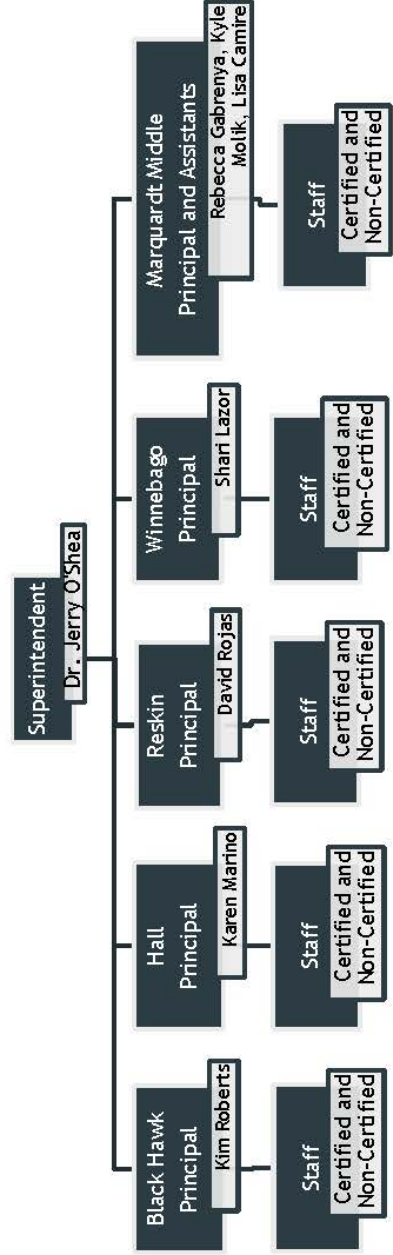 Superintendent
Dr. Jerry O'Shea
Black Hawk
Principal
Kim Roberts
Hall
Principal
Karen Marino
Reskin
Principal
David Rojas
Winnebago
Principal
Shari Lazor
Marquardt Middle
Principal and Assistants
Rebecca Gabrenya, Kyle
Molik, Lisa Camire
Staff
Certified and
Non-Certified
Staff
Certified and
Non-Certified
Staff
Certified and
Non-Certified
Staff
Certified and
Non-Certified
Staff
Certified and
Non-Certified